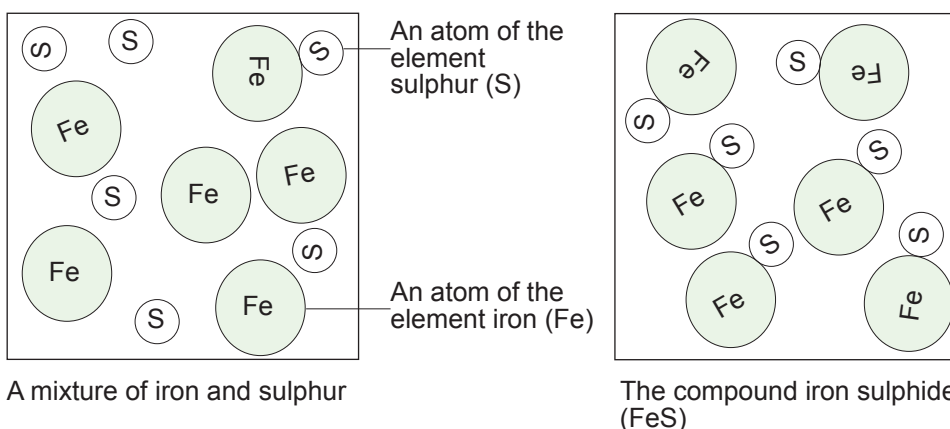 S
S
Fe
S
An atom of the
element
sulphur (S)
Fe
S
Fe
Fe
S
Fe
An atom of the
element iron (Fe)
S
Fe
A mixture of iron and sulphur
Fe
S
Fe
S
S
S
Fe
Fe
S
S
Fe
Fe
The compound iron sulphide
(FeS)